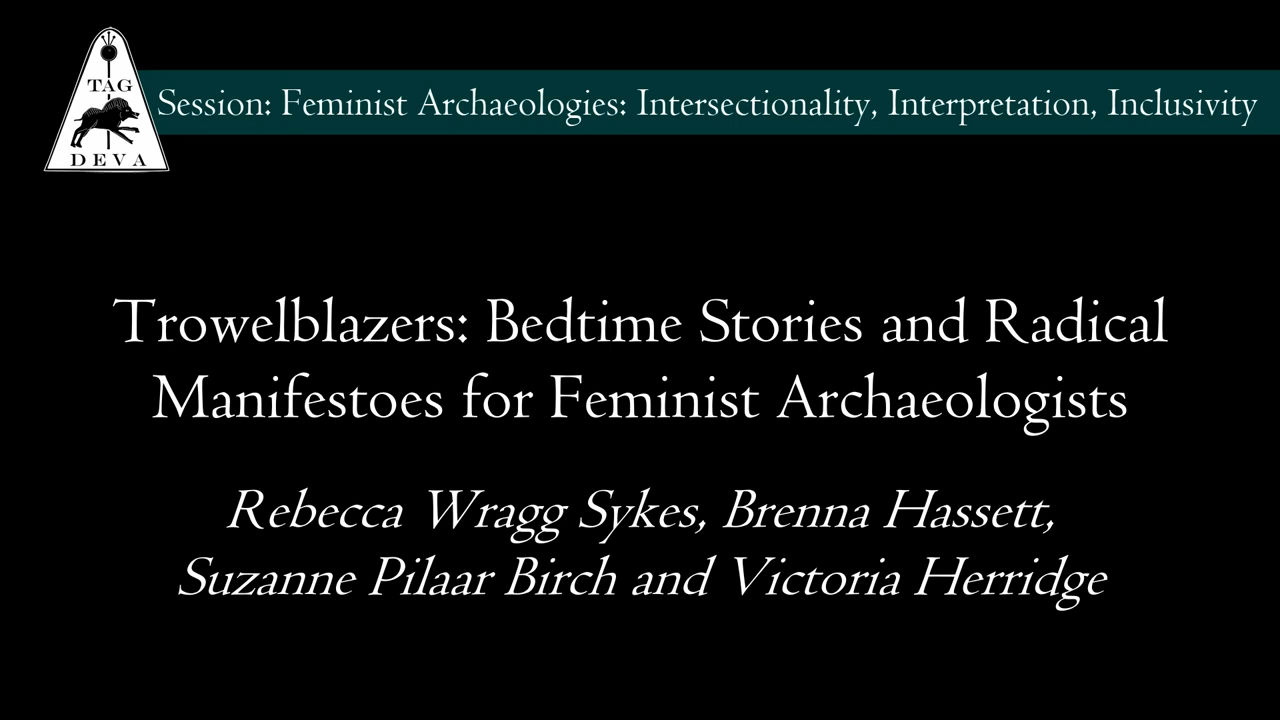 TAG
DEVA
Session: Feminist Archaeologies: Intersectionality, Interpretation, Inclusivity
Trowelblazers: Bedtime Stories and Radical
Manifestoes for Feminist Archaeologists
Rebecca Wragg Sykes, Brenna Hassett,
Suzanne Pilaar Birch and Victoria Herridge